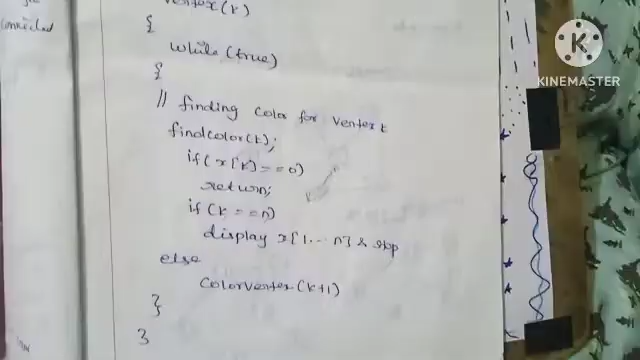 connected
vertex(k)
{
while(true)
{
// finding color for vertex k
findcolor(k);
if(x[k]==0)
return;
if(k==n)
display x[1...n] & stop
else
colorvertex(k+1)
}
}
KINEMASTER